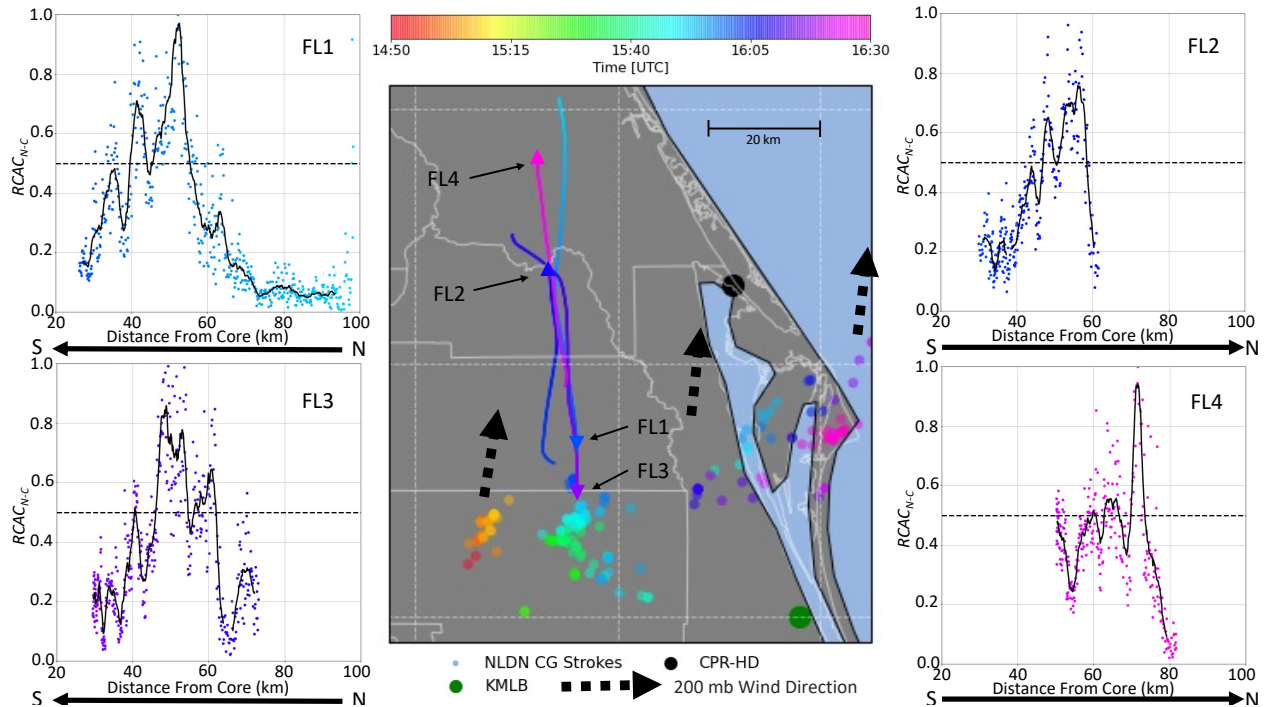 FL1
1.0
0.8
0.6
0.4
0.2
0.0
RCAC_{N-C}
20 40 60 80 100
Distance From Core (km)
S N
14:50 15:15 15:40 16:05 16:30
Time [UTC]
20 km
FL4
FL2
FL1
FL3
FL2
1.0
0.8
0.6
0.4
0.2
0.0
RCAC_{N-C}
20 40 60 80 100
Distance From Core (km)
S N
FL3
1.0
0.8
0.6
0.4
0.2
0.0
RCAC_{N-C}
20 40 60 80 100
Distance From Core (km)
S N
NLDN CG Strokes CPR-HD
KMLB 200 mb Wind Direction
FL4
1.0
0.8
0.6
0.4
0.2
0.0
RCAC_{N-C}
20 40 60 80 100
Distance From Core (km)
S N